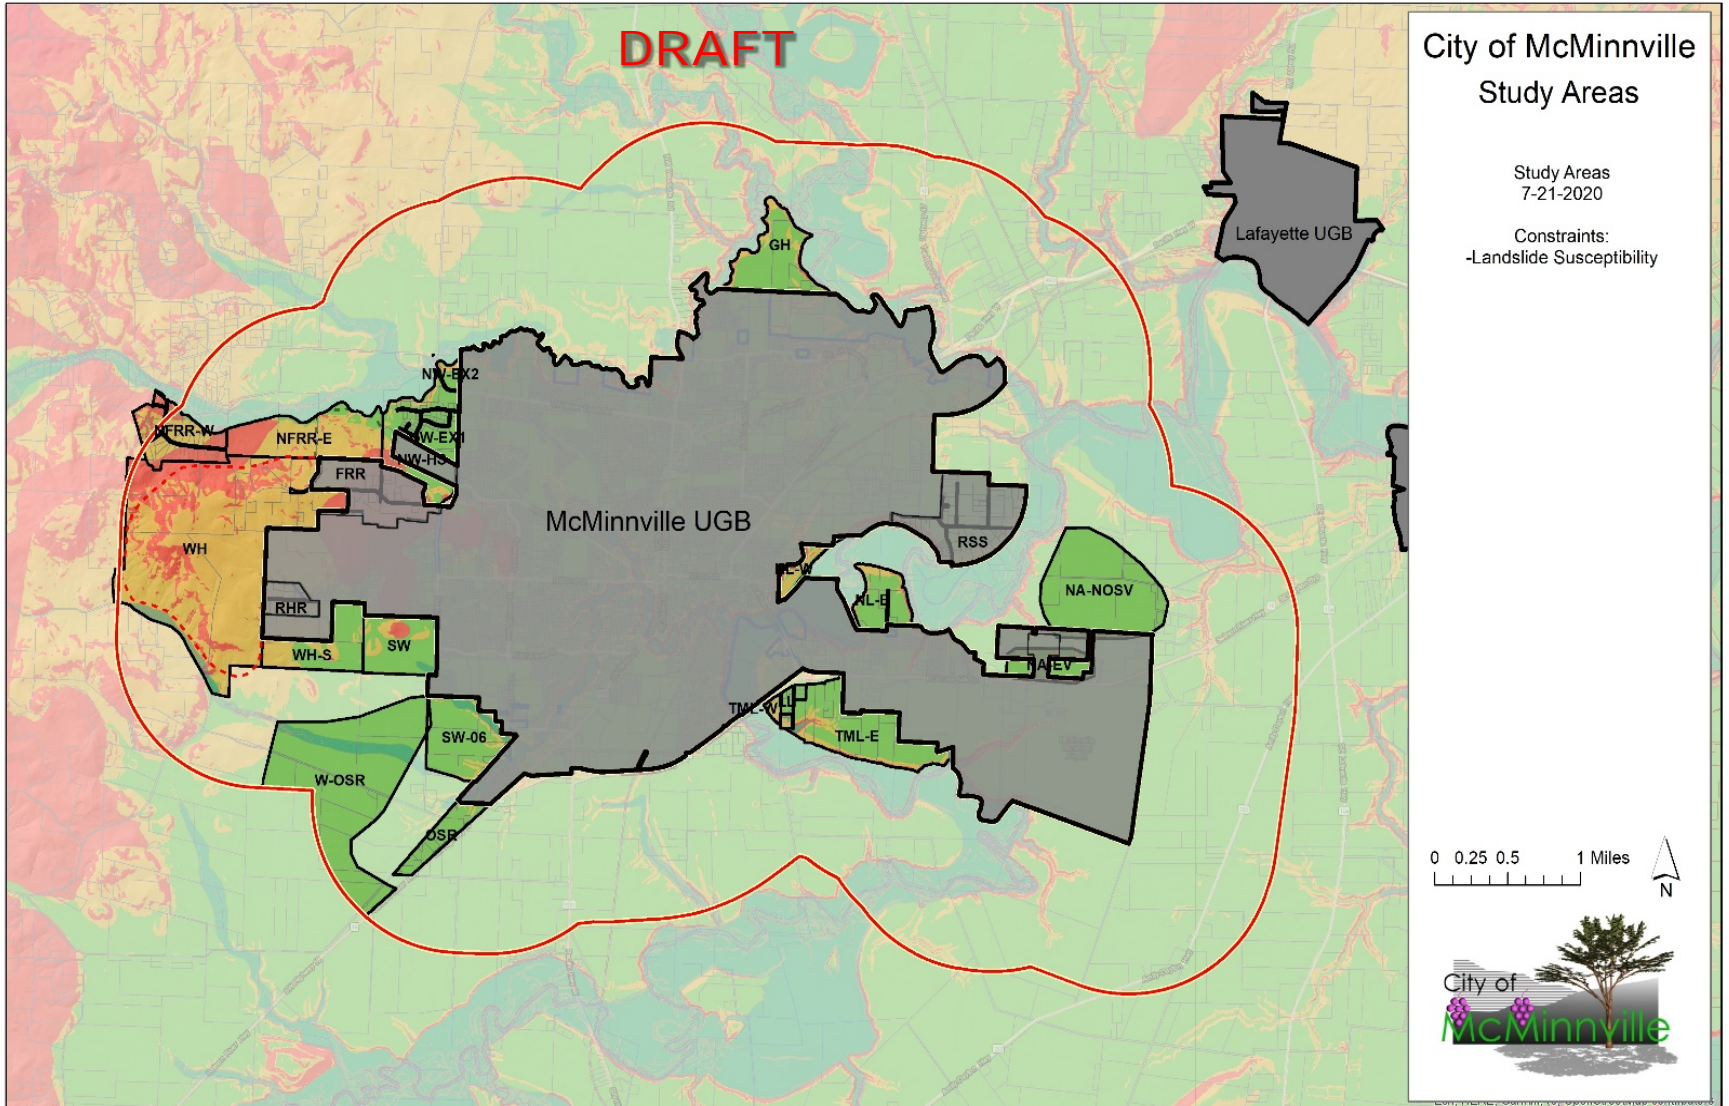 DRAFT
City of McMinnville
Study Areas
Study Areas
7-21-2020
Constraints:
-Landslide Susceptibility
Lafayette UGB
GH
NW-EX2
NFRR-W
NFRR-E
NW-EX1
NW-HS
FRR
McMinnville UGB
WH
RSS
RHR
NL-W
NL-E
NA-NOSV
WH-S
SW
NA-EV
TML-W
LL
TML-E
SW-06
W-OSR
OSR
0 0.25 0.5 1 Miles
N
City of
McMinnville